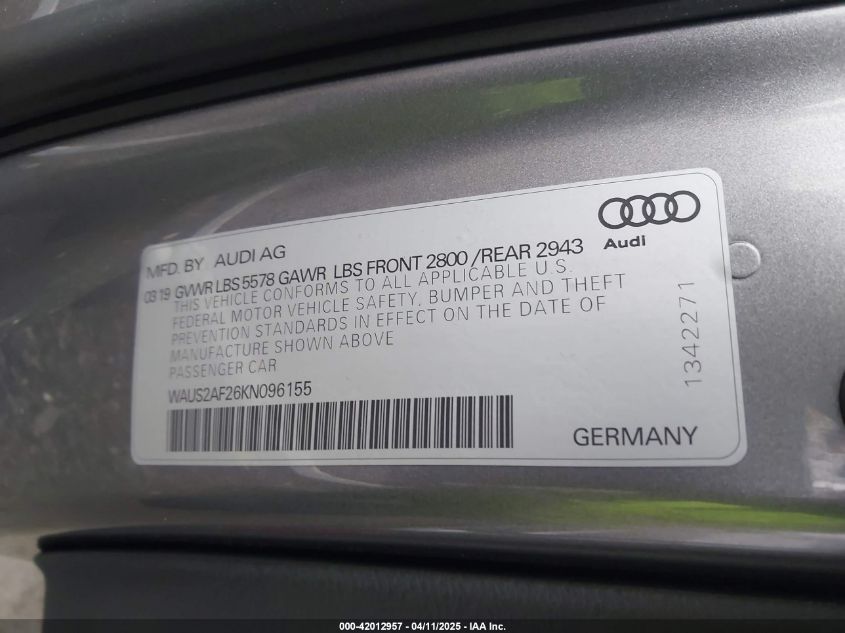 Audi
MFD. BY AUDI AG
03 19 GVWR LBS 5578 GAWR LBS FRONT 2800 /REAR 2943
THIS VEHICLE CONFORMS TO ALL APPLICABLE U.S.
FEDERAL MOTOR VEHICLE SAFETY, BUMPER AND THEFT
PREVENTION STANDARDS IN EFFECT ON THE DATE OF
MANUFACTURE SHOWN ABOVE
PASSENGER CAR
WAUS2AF26KN096155
GERMANY
1342271
000-42012957 - 04/11/2025 - IAA Inc.